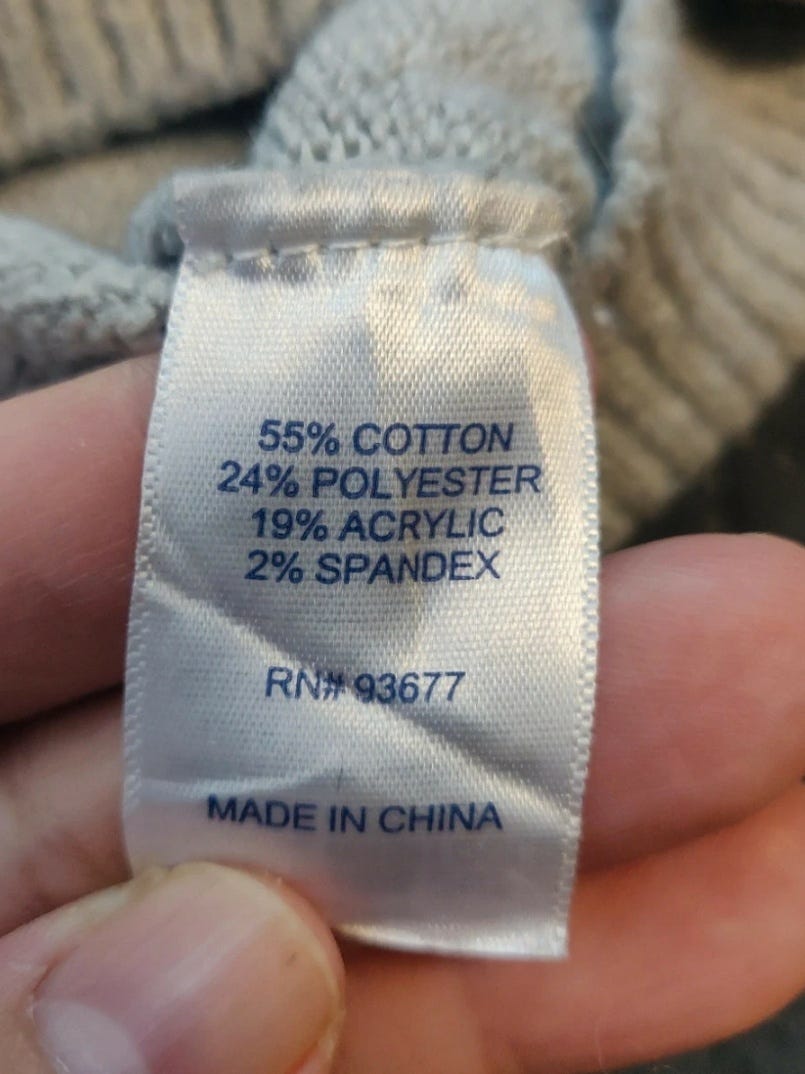 55% COTTON
24% POLYESTER
19% ACRYLIC
2% SPANDEX
RN# 93677
MADE IN CHINA